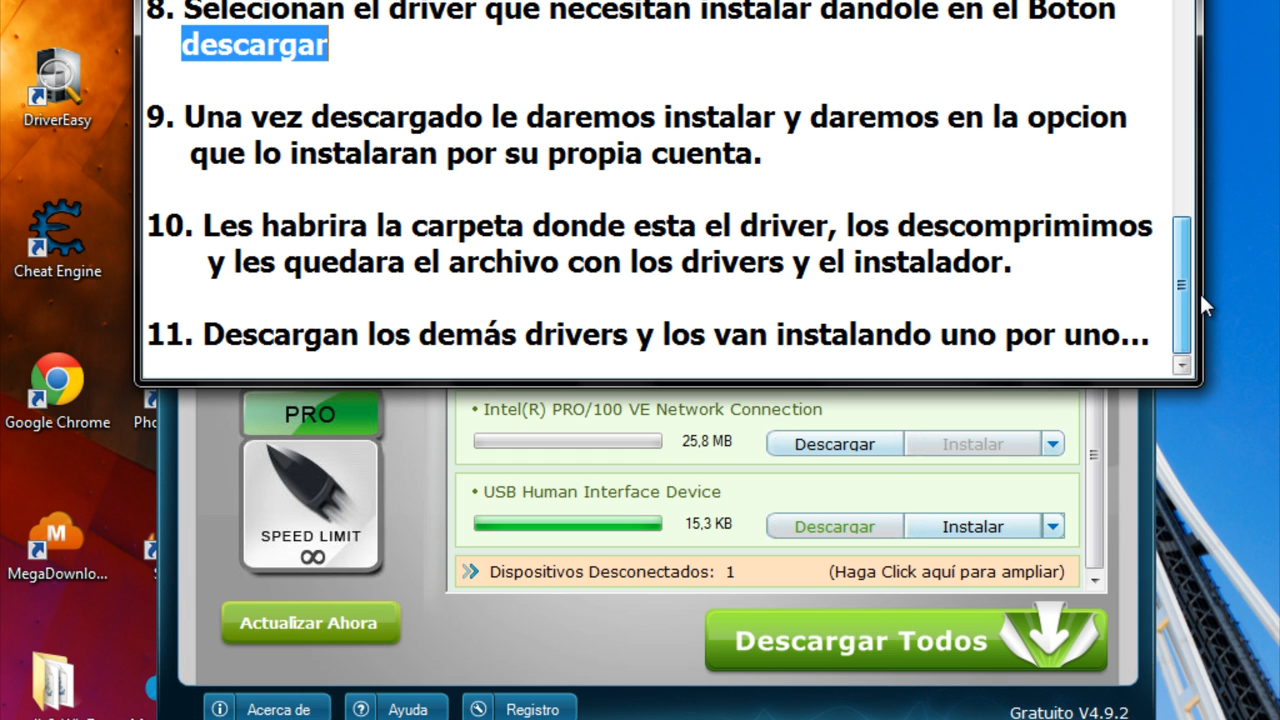 8. Selecionan el driver que necesitan instalar dandole en el Boton
descargar
9. Una vez descargado le daremos instalar y daremos en la opcion
que lo instalaran por su propia cuenta.
10. Les habrira la carpeta donde esta el driver, los descomprimimos
y les quedara el archivo con los drivers y el instalador.
11. Descargan los demás drivers y los van instalando uno por uno...
DriverEasy
Cheat Engine
Google Chrome
MegaDownlo...
PRO
SPEED LIMIT
∞
Actualizar Ahora
• Intel(R) PRO/100 VE Network Connection
25,8 MB
Descargar
Instalar
• USB Human Interface Device
15,3 KB
Descargar
Instalar
Dispositivos Desconectados: 1 (Haga Click aquí para ampliar)
Descargar Todos
Acerca de
Ayuda
Registro
Gratuito V4.9.2